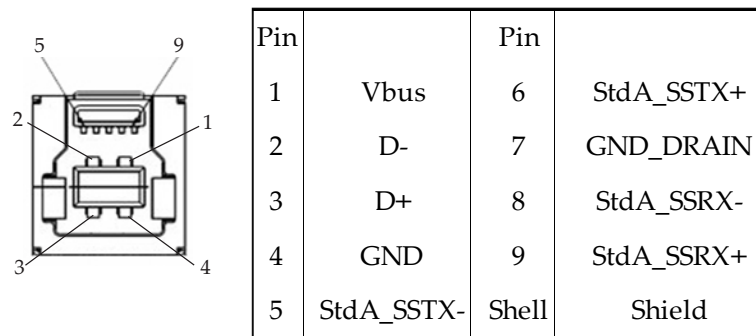 5 9
2 1
3 4
Pin Pin
1 Vbus 6 StdA_SSTX+
2 D- 7 GND_DRAIN
3 D+ 8 StdA_SSRX-
4 GND 9 StdA_SSRX+
5 StdA_SSTX- Shell Shield